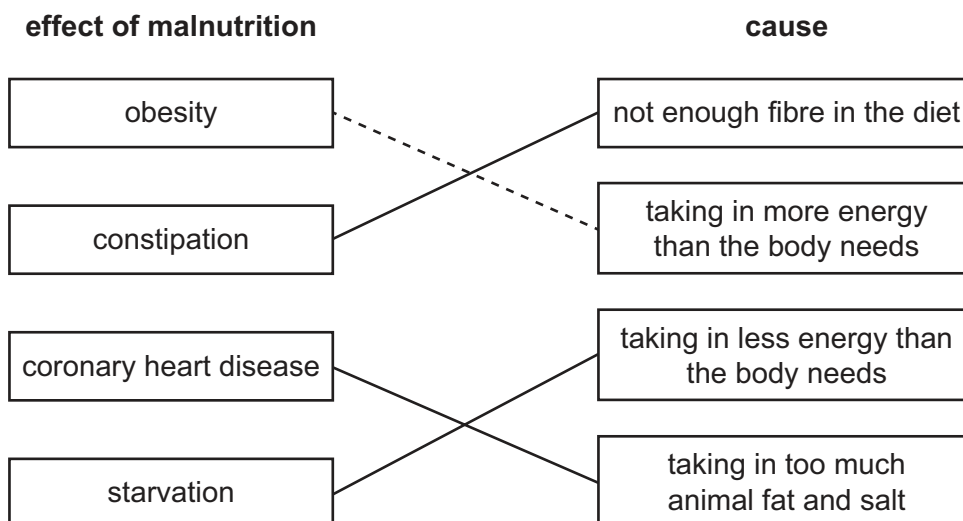 effect of malnutrition
cause
obesity
not enough fibre in the diet
constipation
taking in more energy
than the body needs
coronary heart disease
taking in less energy than
the body needs
starvation
taking in too much
animal fat and salt